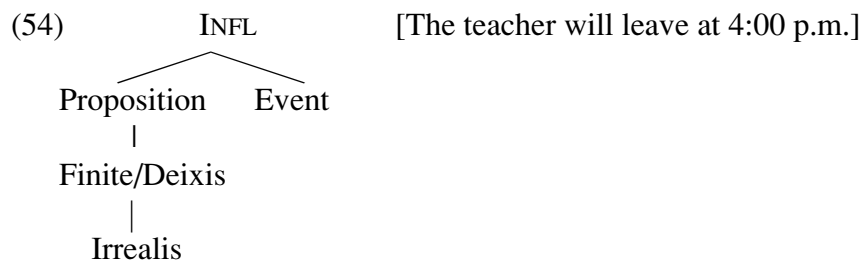 (54) INFL [The teacher will leave at 4:00 p.m.]
Proposition Event
Finite/Deixis
Irrealis